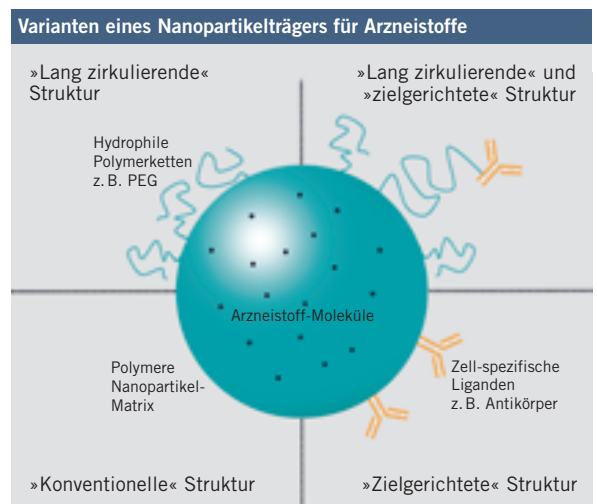 Varianten eines Nanopartikelträgers für Arzneistoffe
»Lang zirkulierende«
Struktur
»Lang zirkulierende« und
»zielgerichtete« Struktur
Hydrophile
Polymerketten
z. B. PEG
Arzneistoff-Moleküle
Polymere
Nanopartikel-
Matrix
Zell-spezifische
Liganden
z. B. Antikörper
»Konventionelle« Struktur
»Zielgerichtete« Struktur